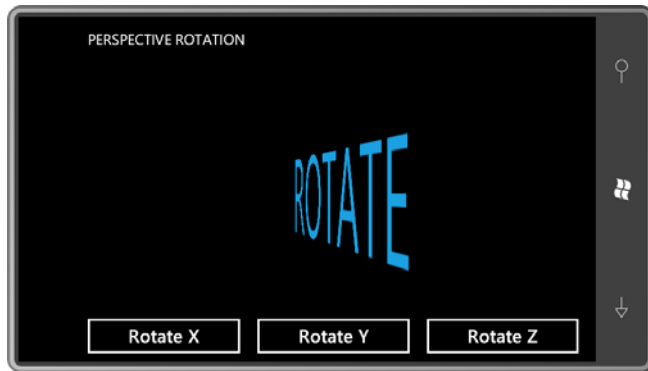 PERSPECTIVE ROTATION
ROTATE
Rotate X
Rotate Y
Rotate Z